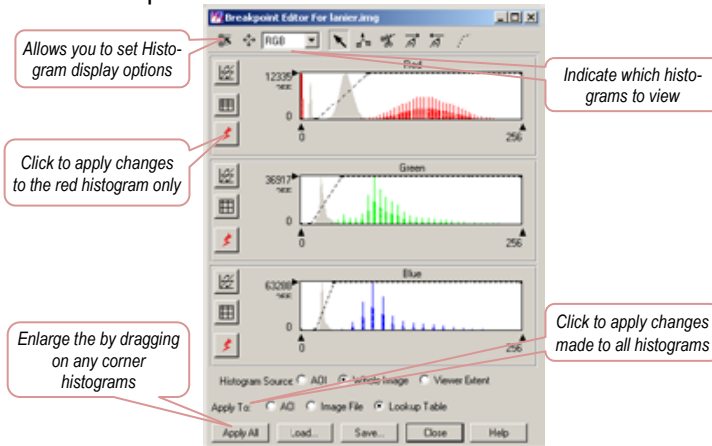 Breakpoint Editor For lanier.img
RGB
Allows you to set Histo-
gram display options
Indicate which histo-
grams to view
Red
12335
0
0
256
Click to apply changes
to the red histogram only
Green
36917
0
0
256
Blue
63288
0
0
256
Enlarge the by dragging
on any corner
histograms
Click to apply changes
made to all histograms
Histogram Source: AOI Whole Image Viewer Extent
Apply To: AOI Image File Lookup Table
Apply All Load... Save... Close Help